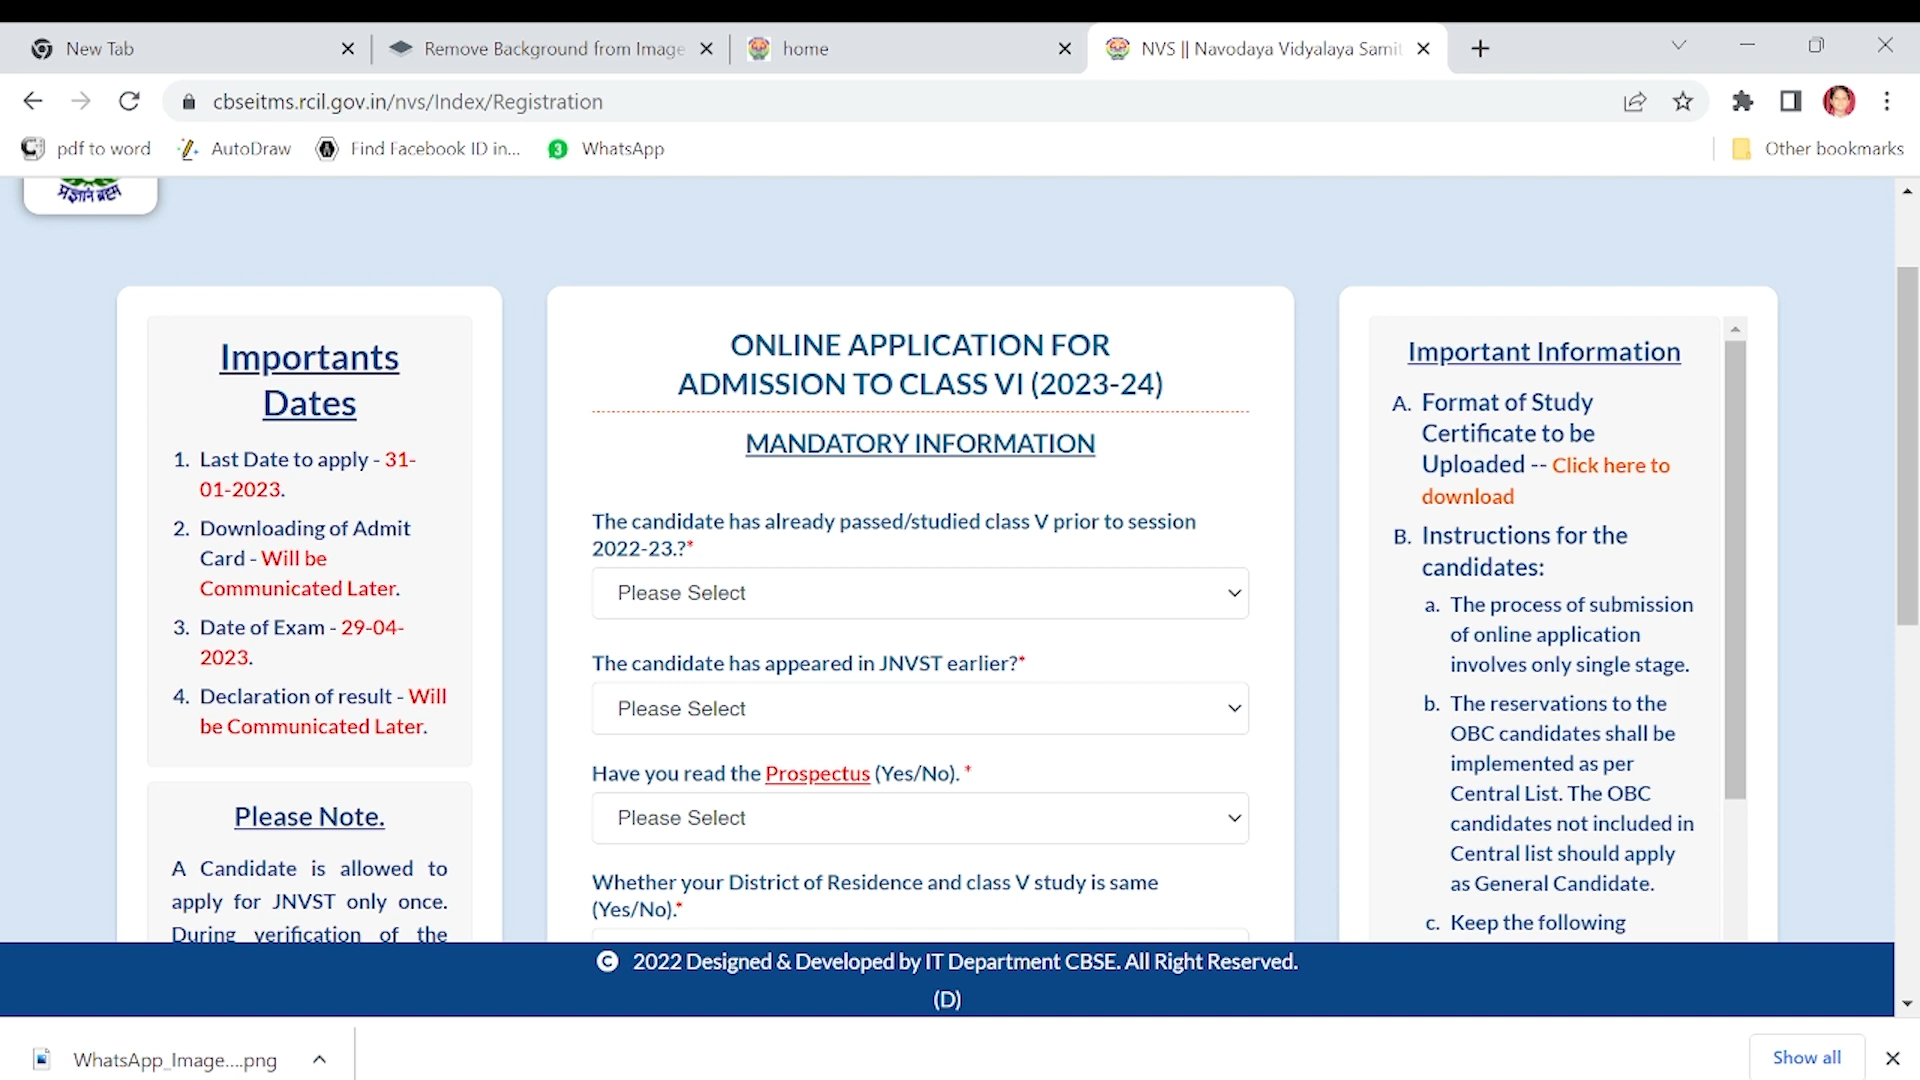 New Tab
Remove Background from Image
home
NVS || Navodaya Vidyalaya Samit
cbseitms.rcil.gov.in/nvs/Index/Registration
pdf to word
AutoDraw
Find Facebook ID in...
3
WhatsApp
Other bookmarks
Importants
Dates
1. Last Date to apply - 31-
01-2023.
2. Downloading of Admit
Card - Will be
Communicated Later.
3. Date of Exam - 29-04-
2023.
4. Declaration of result - Will
be Communicated Later.
Please Note.
A Candidate is allowed to
apply for JNVST only once.
During verification of the
ONLINE APPLICATION FOR
ADMISSION TO CLASS VI (2023-24)
MANDATORY INFORMATION
The candidate has already passed/studied class V prior to session
2022-23.?*
Please Select
The candidate has appeared in JNVST earlier?*
Please Select
Have you read the Prospectus (Yes/No). *
Please Select
Whether your District of Residence and class V study is same
(Yes/No).*
Important Information
A. Format of Study
Certificate to be
Uploaded -- Click here to
download
B. Instructions for the
candidates:
a. The process of submission
of online application
involves only single stage.
b. The reservations to the
OBC candidates shall be
implemented as per
Central List. The OBC
candidates not included in
Central list should apply
as General Candidate.
c. Keep the following
© 2022 Designed & Developed by IT Department CBSE. All Right Reserved.
(D)
WhatsApp_Image....png
Show all